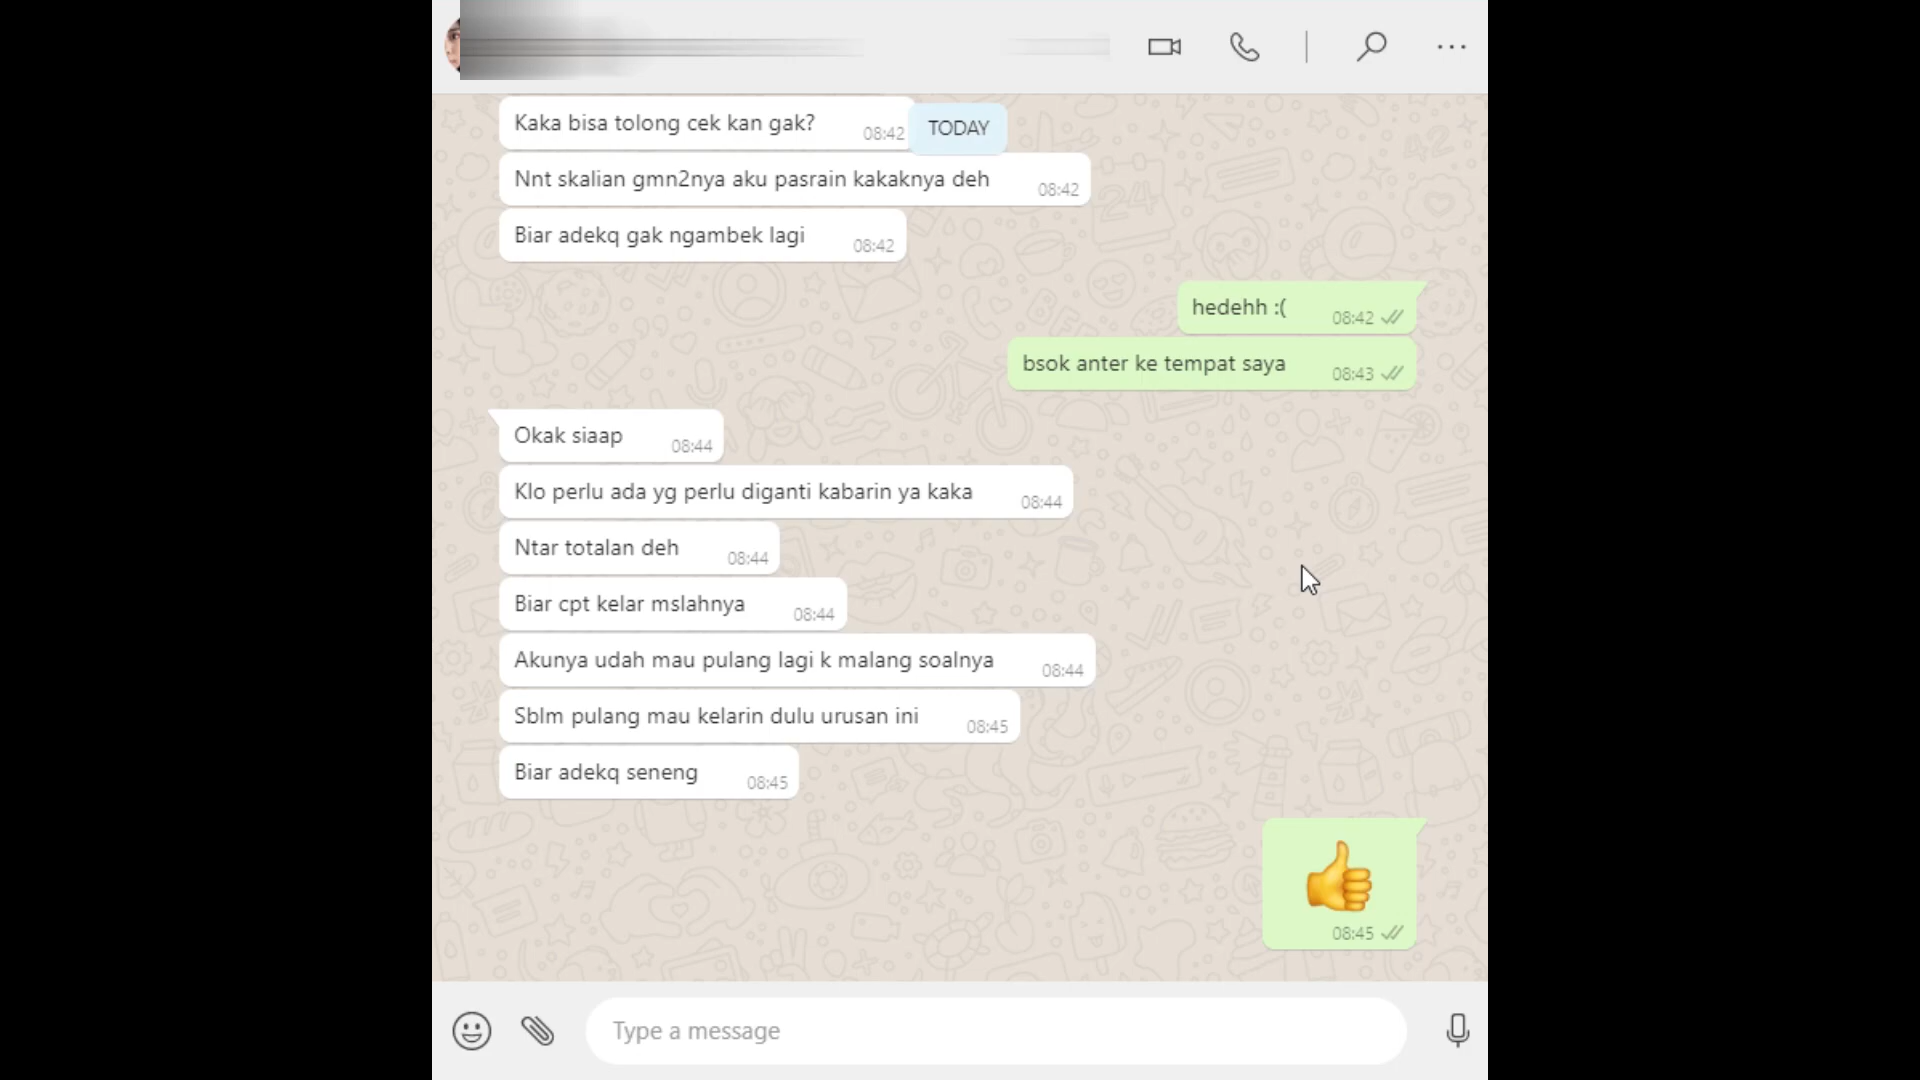 Kaka bisa tolong cek kan gak?
08:42
TODAY
Nnt skalian gmn2nya aku pasrain kakaknya deh
08:42
Biar adekq gak ngambek lagi
08:42
hedehh :(
08:42
bsok anter ke tempat saya
08:43
Okak siaap
08:44
Klo perlu ada yg perlu diganti kabarin ya kaka
08:44
Ntar totalan deh
08:44
Biar cpt kelar mslahnya
08:44
Akunya udah mau pulang lagi k malang soalnya
08:44
Sblm pulang mau kelarin dulu urusan ini
08:45
Biar adekq seneng
08:45
👍
08:45
Type a message